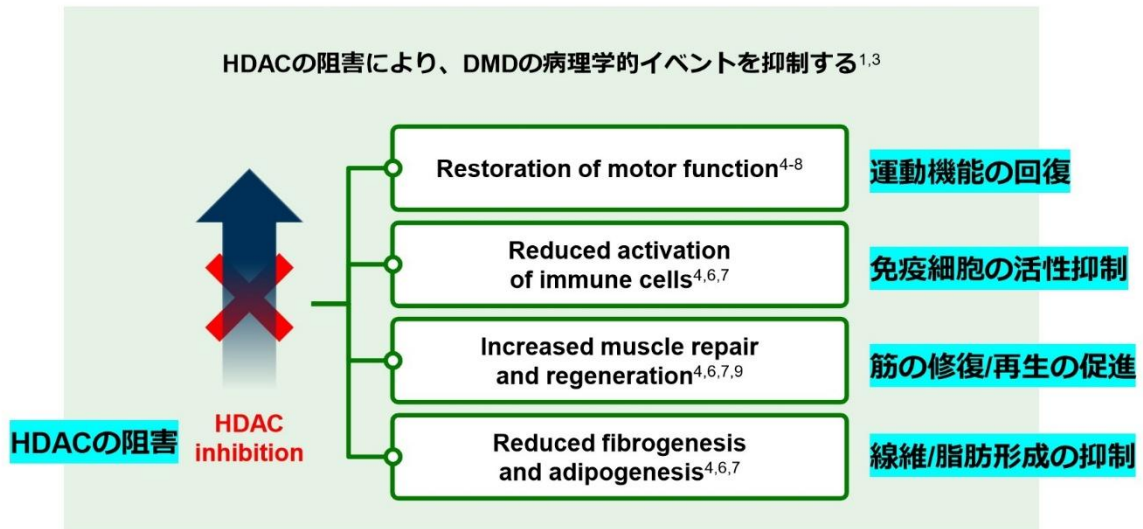 HDACの阻害により、DMDの病理学的イベントを抑制する1,3
Restoration of motor function4-8
運動機能の回復
Reduced activation
of immune cells4,6,7
免疫細胞の活性抑制
Increased muscle repair
and regeneration4,6,7,9
筋の修復/再生の促進
HDACの阻害
HDAC
inhibition
Reduced fibrogenesis
and adipogenesis4,6,7
線維/脂肪形成の抑制